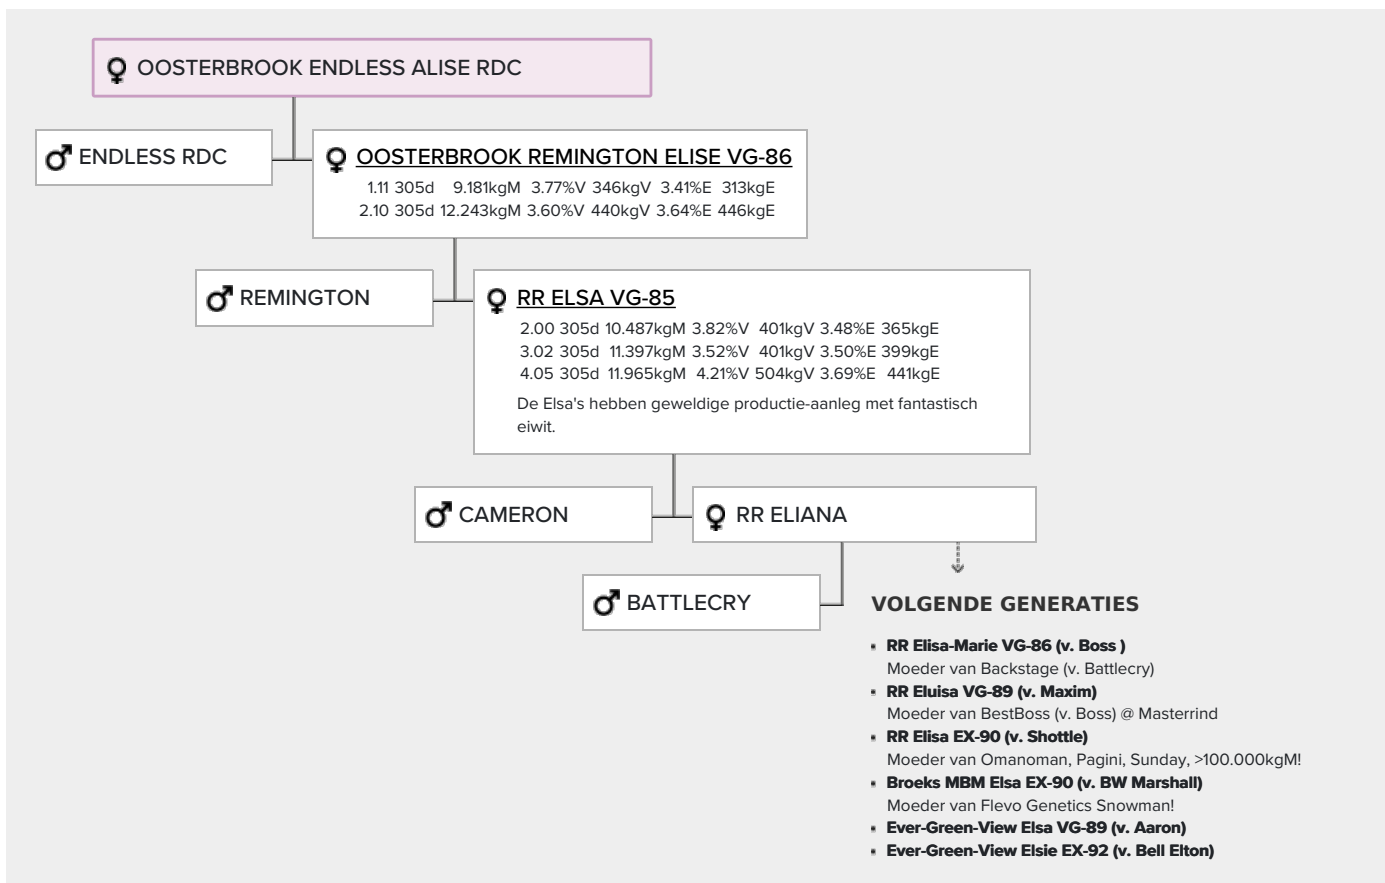 OOSTERBROOK ENDLESS ALISE RDC
ENDLESS RDC
OOSTERBROOK REMINGTON ELISE VG-86
1.11 305d 9.181kgM 3.77%V 346kgV 3.41%E 313kgE
2.10 305d 12.243kgM 3.60%V 440kgV 3.64%E 446kgE
REMINGTON
RR ELSA VG-85
2.00 305d 10.487kgM 3.82%V 401kgV 3.48%E 365kgE
3.02 305d 11.397kgM 3.52%V 401kgV 3.50%E 399kgE
4.05 305d 11.965kgM 4.21%V 504kgV 3.69%E 441kgE
De Elsa's hebben geweldige productie-aanleg met fantastisch
eiwit.
CAMERON
RR ELIANA
BATTLECRY
VOLGENDE GENERATIES
RR Elisa-Marie VG-86 (v. Boss )
Moeder van Backstage (v. Battlecry)
RR Eluisa VG-89 (v. Maxim)
Moeder van BestBoss (v. Boss) @ Masterrind
RR Elisa EX-90 (v. Shottle)
Moeder van Omanoman, Pagini, Sunday, >100.000kgM!
Broeks MBM Elsa EX-90 (v. BW Marshall)
Moeder van Flevo Genetics Snowman!
Ever-Green-View Elsa VG-89 (v. Aaron)
Ever-Green-View Elsie EX-92 (v. Bell Elton)